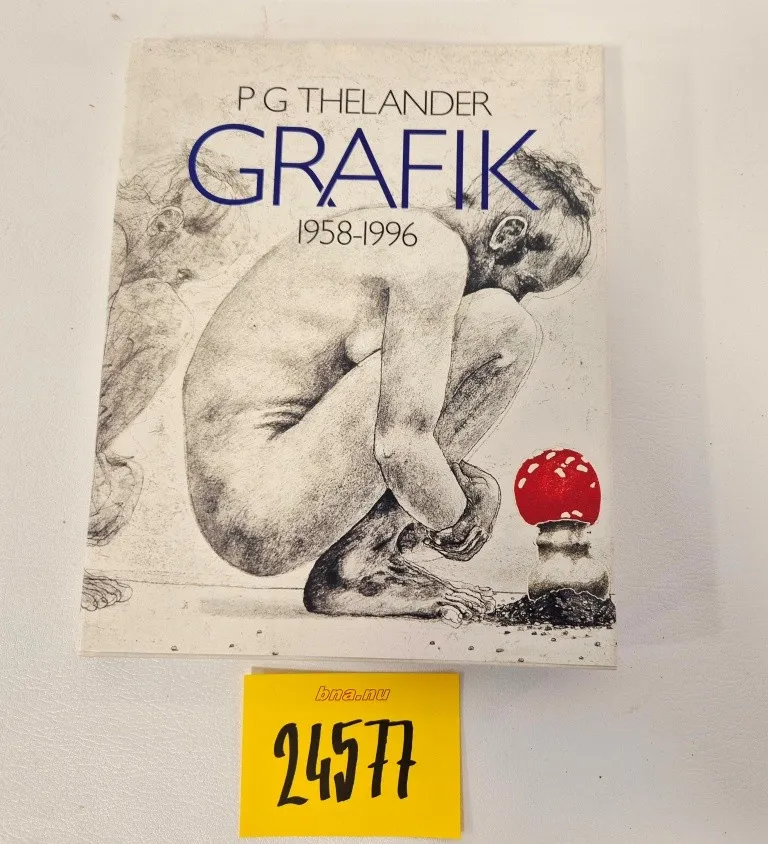 P G THELANDER
GRAFIK
1958-1996
bna.nu
24577